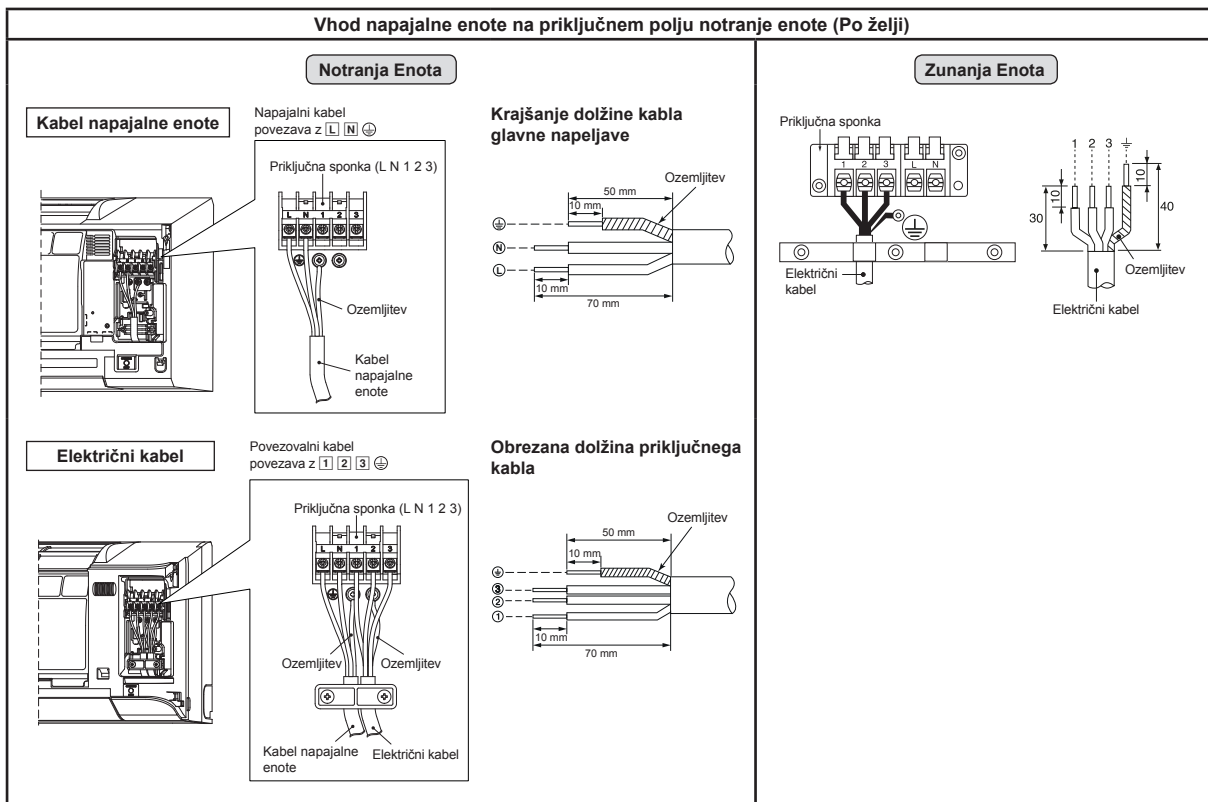 Vhod napajalne enote na priključnem polju notranje enote (Po želji)
Notranja Enota
Kabel napajalne enote
Napajalni kabel
povezava z L N ⏚
Priključna sponka (L N 1 2 3)
L N 1 2 3
Ozemljitev
Kabel
napajalne
enote
Krajšanje dolžine kabla
glavne napeljave
50 mm
Ozemljitev
10 mm
N
L
10 mm
70 mm
Električni kabel
Povezovalni kabel
povezava z 1 2 3 ⏚
Priključna sponka (L N 1 2 3)
L N 1 2 3
Ozemljitev
Ozemljitev
Kabel napajalne
enote
Električni kabel
Obrezana dolžina priključnega
kabla
Ozemljitev
50 mm
10 mm
3
2
1
10 mm
70 mm
Zunanja Enota
Priključna sponka
1 2 3 L N
Električni
kabel
1 2 3
10
10
30
40
Ozemljitev
Električni kabel